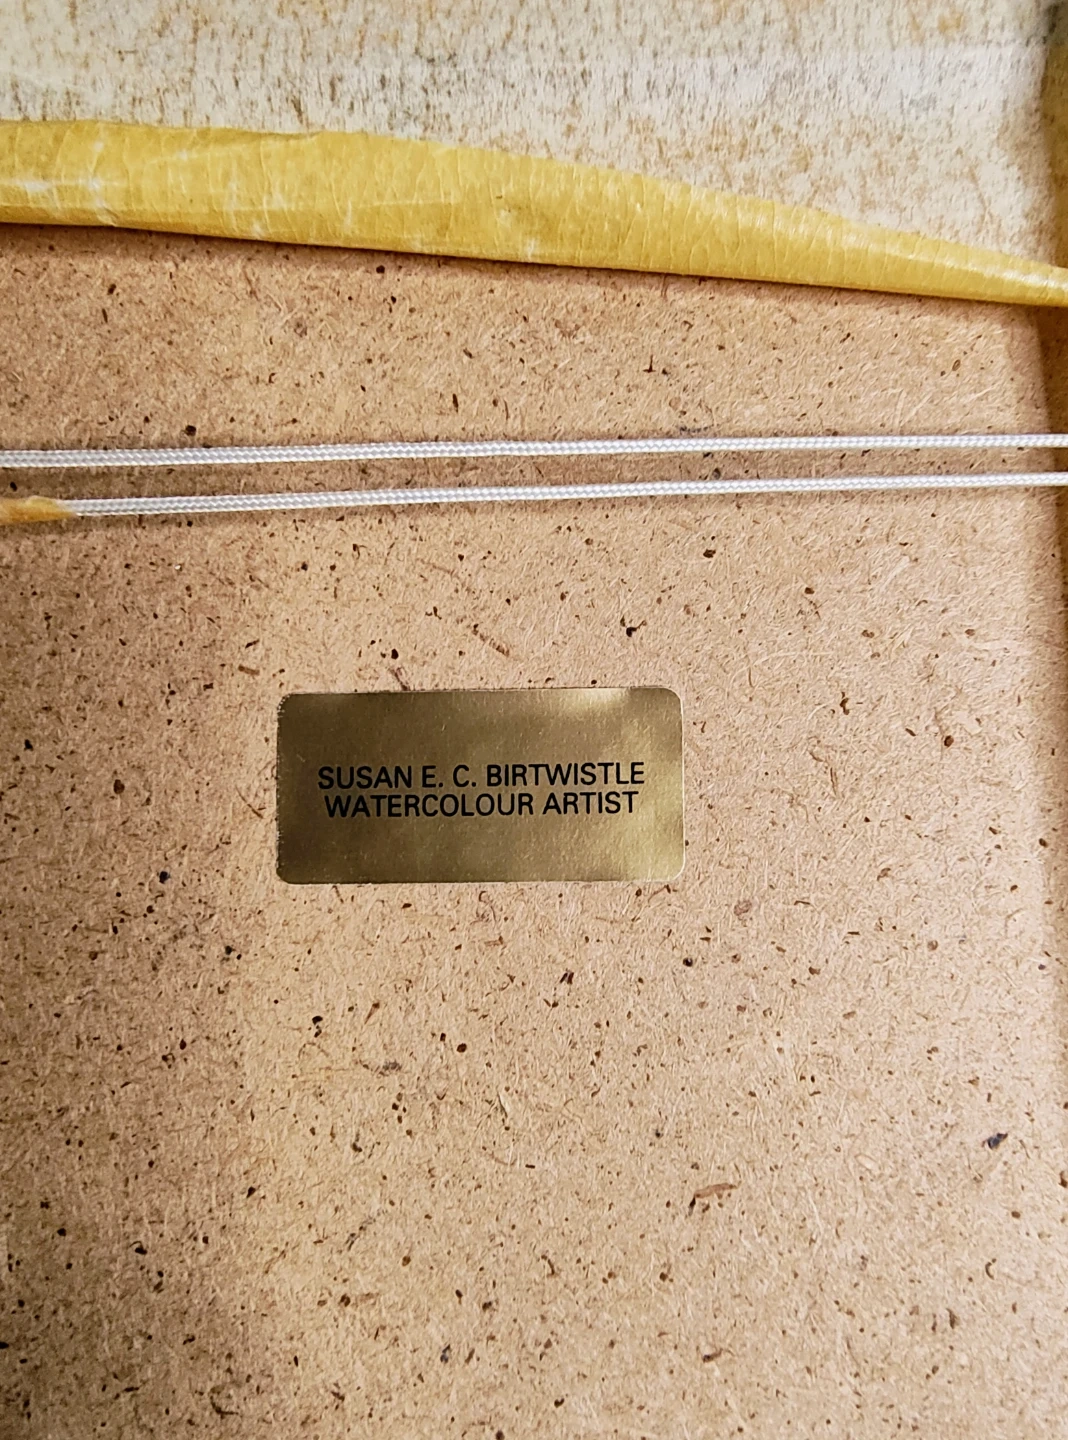 SUSAN E. C. BIRTWISTLE
WATERCOLOUR ARTIST